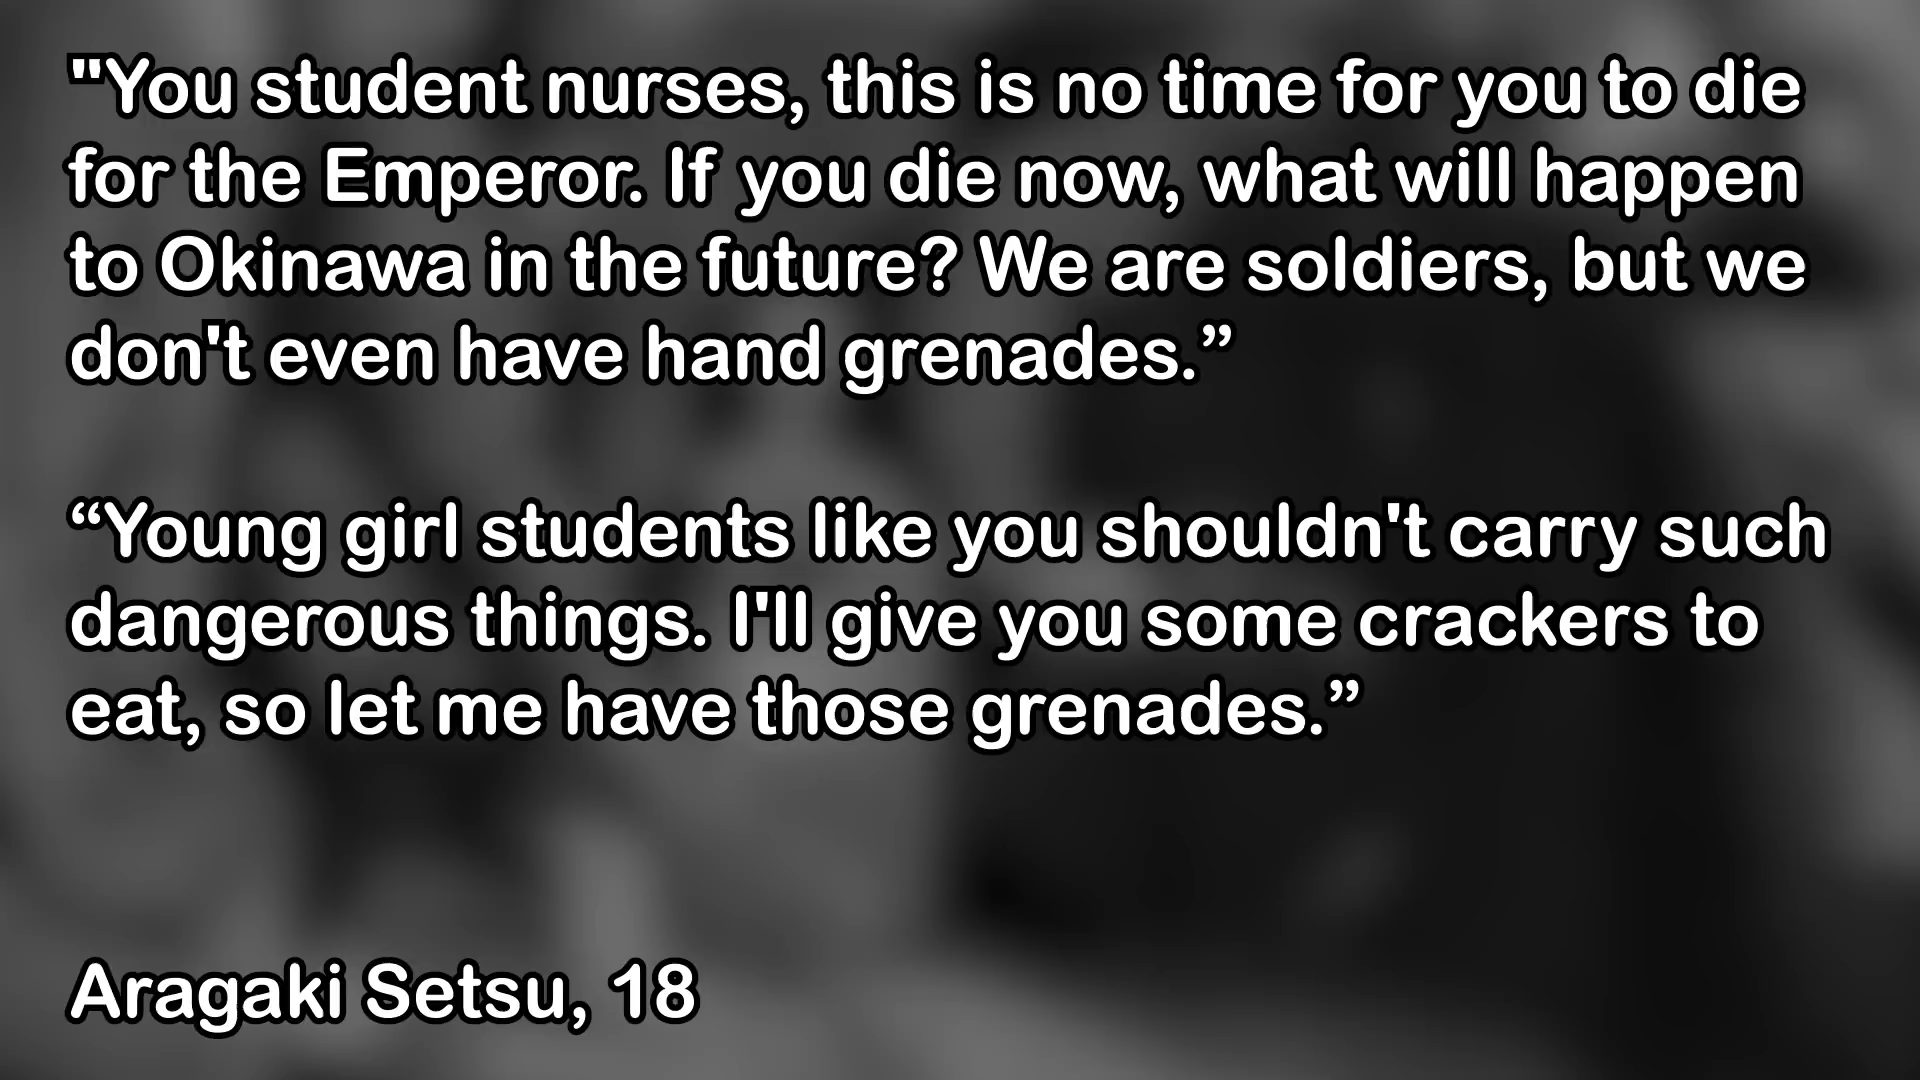 "You student nurses, this is no time for you to die
for the Emperor. If you die now, what will happen
to Okinawa in the future? We are soldiers, but we
don't even have hand grenades.”
“Young girl students like you shouldn't carry such
dangerous things. I'll give you some crackers to
eat, so let me have those grenades.”
Aragaki Setsu, 18